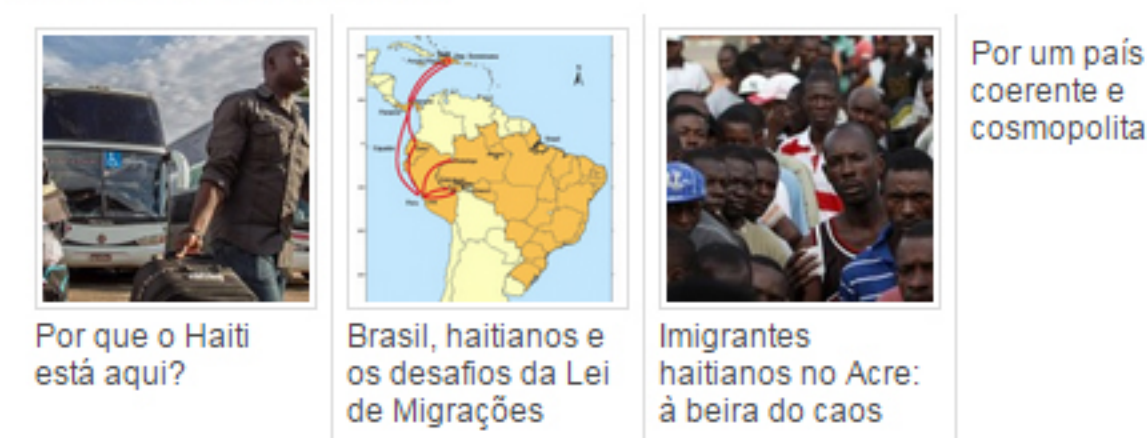 Por que o Haiti
está aqui?
Brasil, haitianos e
os desafios da Lei
de Migrações
Imigrantes
haitianos no Acre:
à beira do caos
Por um país
coerente e
cosmopolita